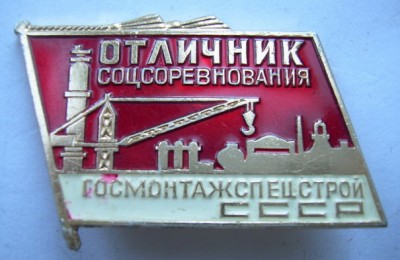 ОТЛИЧНИК
СОЦСОРЕВНОВАНИЯ
ГОСМОНТАЖСПЕЦСТРОЙ
СССР